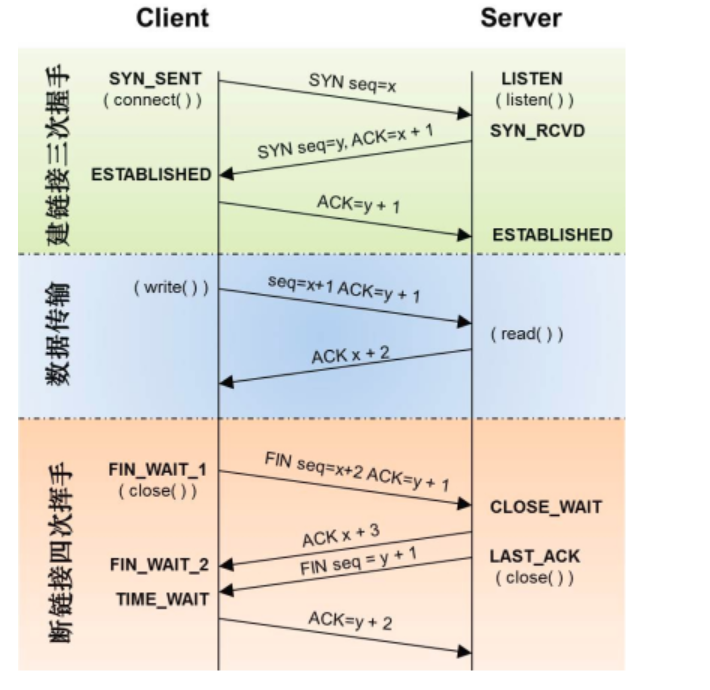 Client
Server
建链接三次握手
SYN_SENT
( connect( ) )
SYN seq=x
LISTEN
( listen( ) )
SYN_RCVD
SYN seq=y, ACK=x + 1
ESTABLISHED
ACK=y + 1
ESTABLISHED
数据传输
( write( ) )
seq=x+1 ACK=y + 1
( read( ) )
ACK x + 2
断链接四次挥手
FIN_WAIT_1
( close( ) )
FIN seq=x+2 ACK=y + 1
CLOSE_WAIT
ACK x + 3
FIN_WAIT_2
FIN seq = y + 1
LAST_ACK
( close( ) )
TIME_WAIT
ACK=y + 2